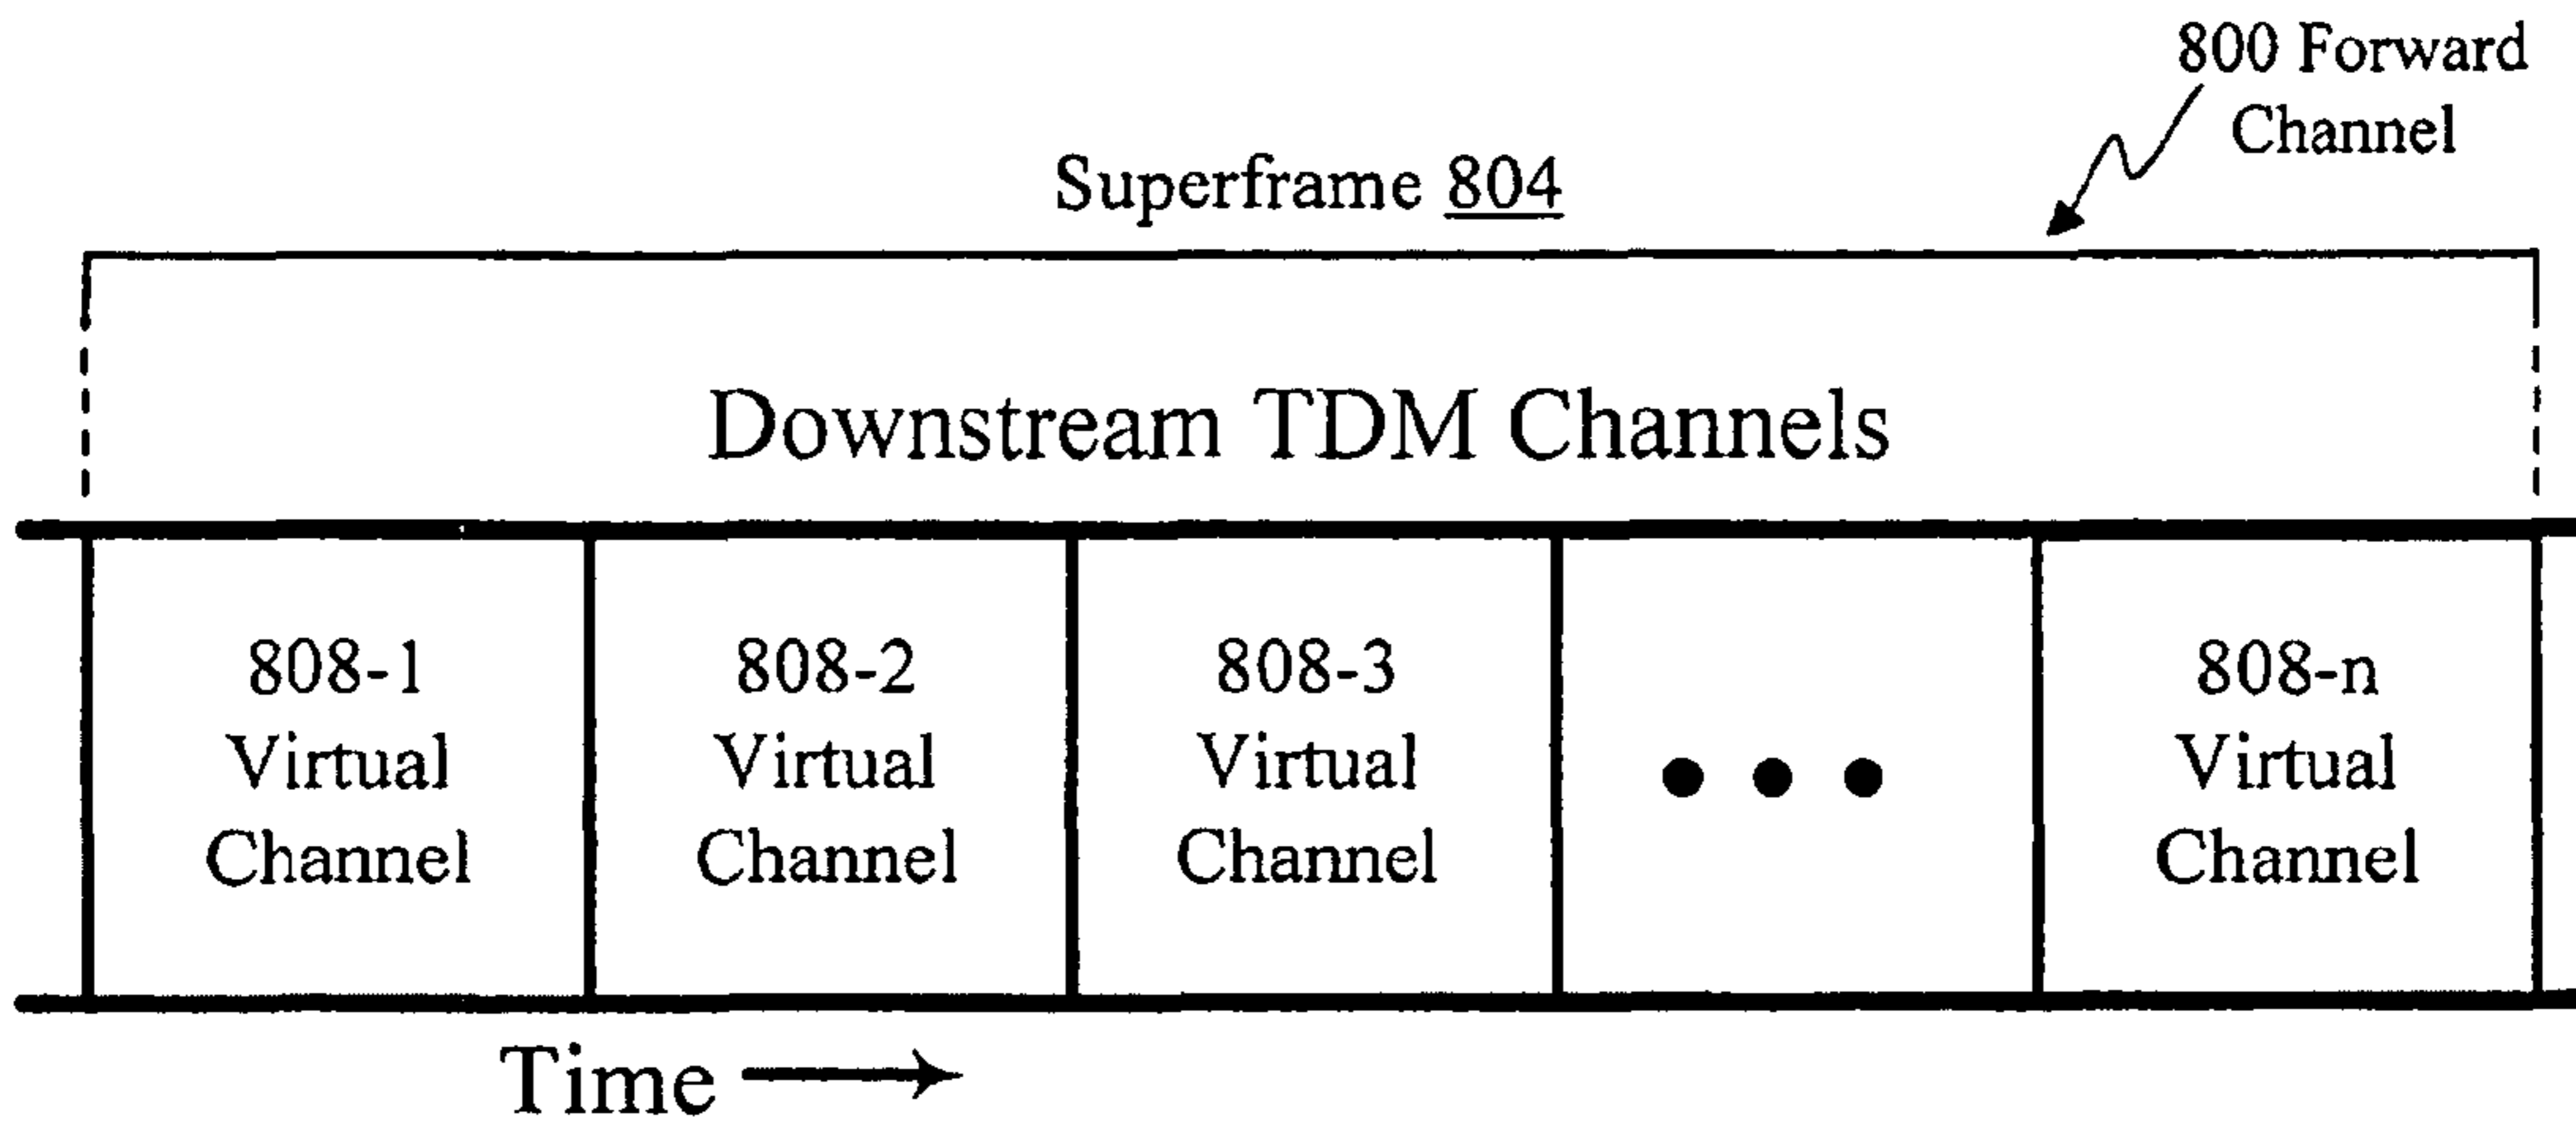 800 Forward
Channel
Superframe 804
Downstream TDM Channels
808-1
Virtual
Channel
808-2
Virtual
Channel
808-3
Virtual
Channel
• • •
808-n
Virtual
Channel
Time